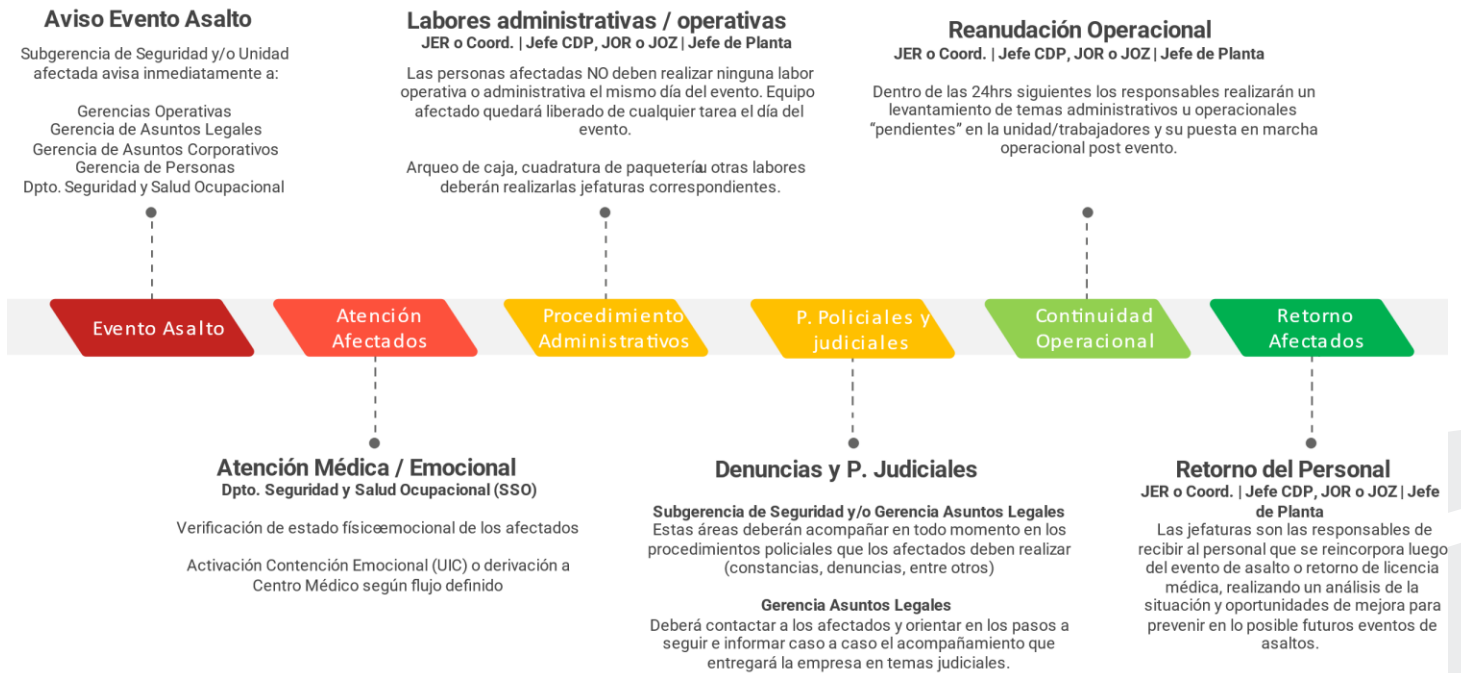 Aviso Evento Asalto
Subgerencia de Seguridad y/o Unidad
afectada avisa inmediatamente a:
Gerencias Operativas
Gerencia de Asuntos Legales
Gerencia de Asuntos Corporativos
Gerencia de Personas
Dpto. Seguridad y Salud Ocupacional
Labores administrativas / operativas
JER o Coord. | Jefe CDP, JOR o JOZ | Jefe de Planta
Las personas afectadas NO deben realizar ninguna labor
operativa o administrativa el mismo día del evento. Equipo
afectado quedará liberado de cualquier tarea el día del
evento.
Arqueo de caja, cuadratura de paquetería u otras labores
deberán realizarlas jefaturas correspondientes.
Reanudación Operacional
JER o Coord. | Jefe CDP, JOR o JOZ | Jefe de Planta
Dentro de las 24hrs siguientes los responsables realizarán un
levantamiento de temas administrativos u operacionales
“pendientes” en la unidad/trabajadores y su puesta en marcha
operacional post evento.
Evento Asalto
Atención
Afectados
Procedimiento
Administrativos
P. Policiales y
judiciales
Continuidad
Operacional
Retorno
Afectados
Atención Médica / Emocional
Dpto. Seguridad y Salud Ocupacional (SSO)
Verificación de estado físico emocional de los afectados
Activación Contención Emocional (UIC) o derivación a
Centro Médico según flujo definido
Denuncias y P. Judiciales
Subgerencia de Seguridad y/o Gerencia Asuntos Legales
Estas áreas deberán acompañar en todo momento en los
procedimientos policiales que los afectados deben realizar
(constancias, denuncias, entre otros)
Gerencia Asuntos Legales
Deberá contactar a los afectados y orientar en los pasos a
seguir e informar caso a caso el acompañamiento que
entregará la empresa en temas judiciales.
Retorno del Personal
JER o Coord. | Jefe CDP, JOR o JOZ | Jefe
de Planta
Las jefaturas son las responsables de
recibir al personal que se reincorpora luego
del evento de asalto o retorno de licencia
médica, realizando un análisis de la
situación y oportunidades de mejora para
prevenir en lo posible futuros eventos de
asaltos.